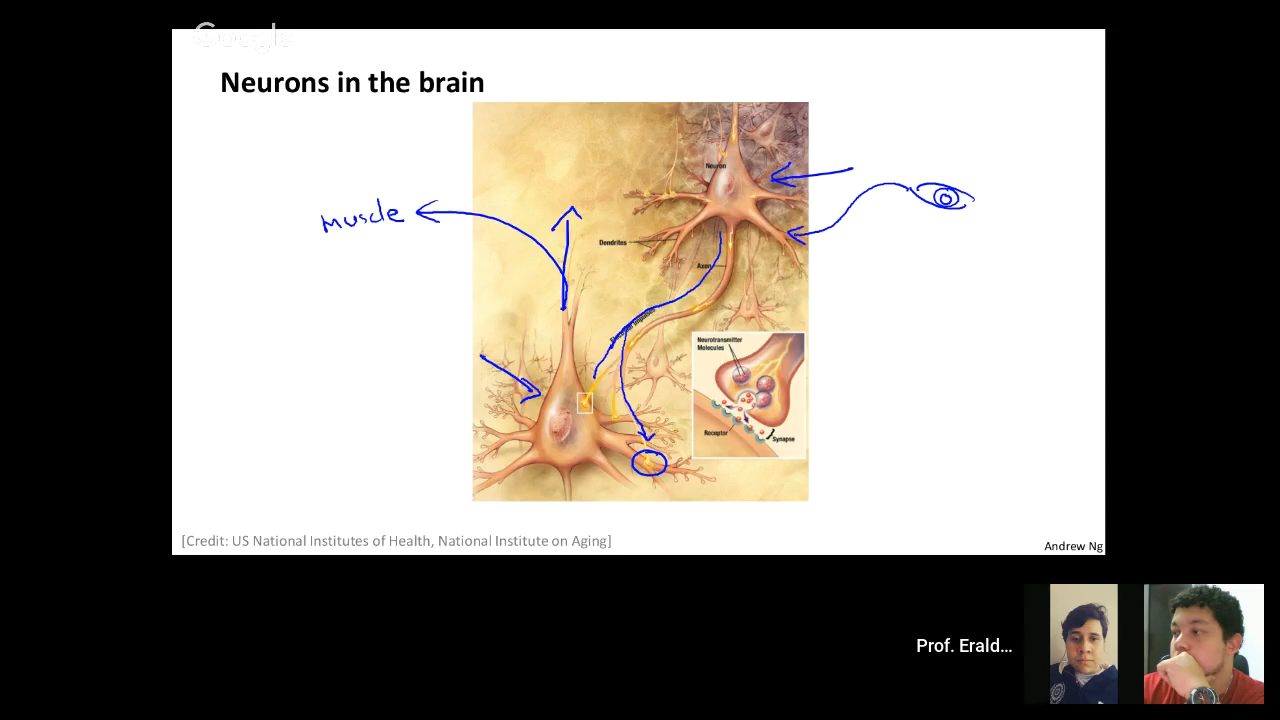 Google
Neurons in the brain
Neuron
muscle
Dendrites
Axon
Neurotransmitter
Molecules
Receptor
Synapse
[Credit: US National Institutes of Health, National Institute on Aging]
Andrew Ng
Prof. Erald...